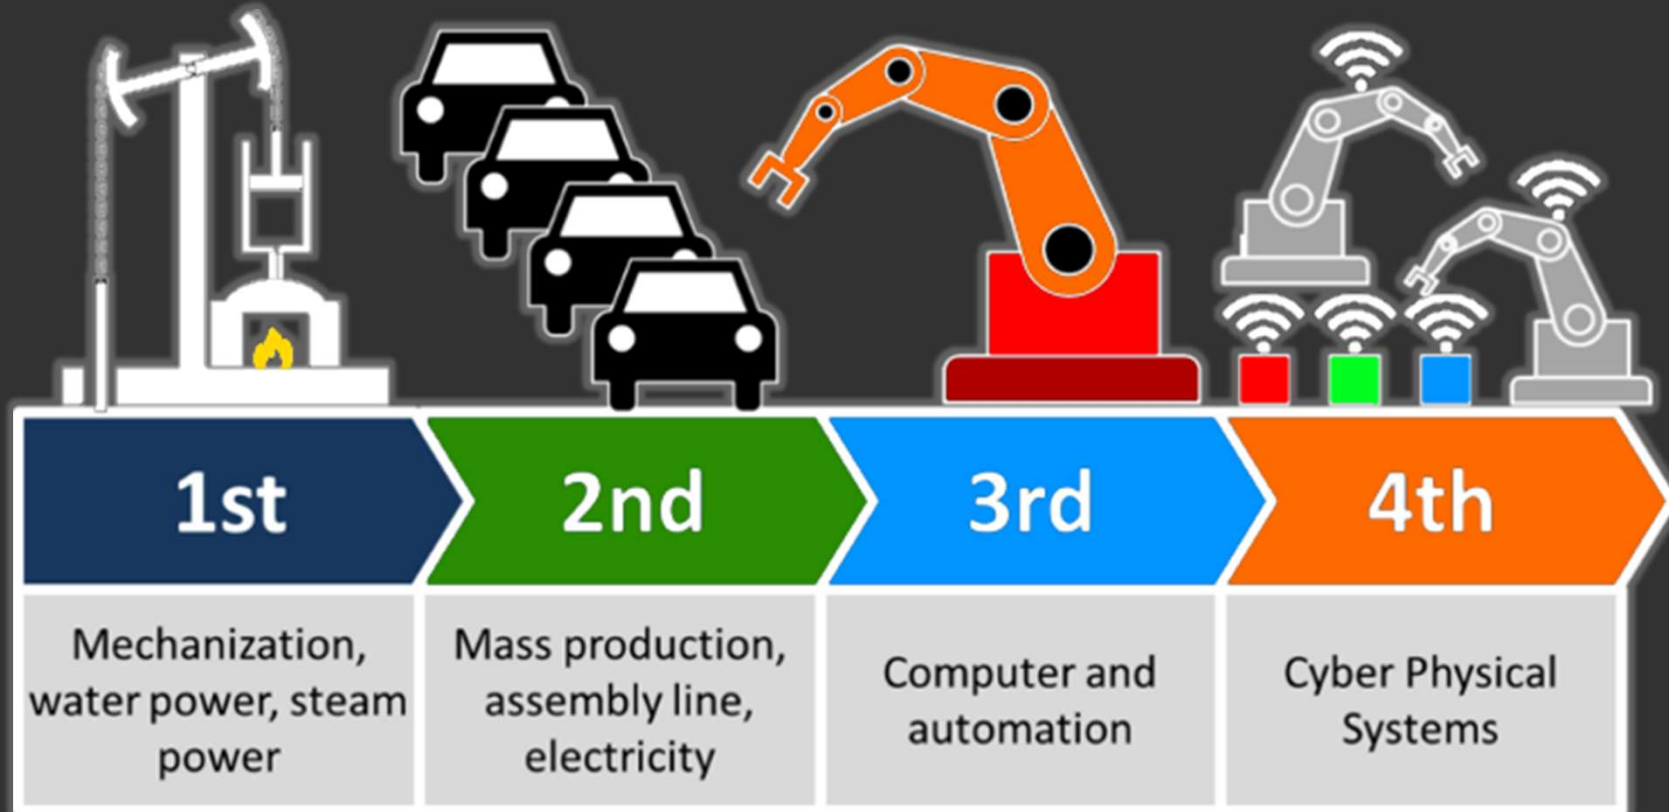 1st
2nd
3rd
4th
Mechanization,
water power, steam
power
Mass production,
assembly line,
electricity
Computer and
automation
Cyber Physical
Systems